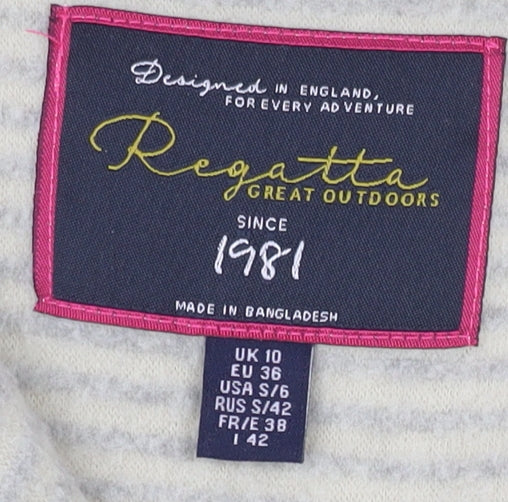 Designed IN ENGLAND,
FOR EVERY ADVENTURE
Regatta
GREAT OUTDOORS
SINCE
1981
MADE IN BANGLADESH
UK 10
EU 36
USA S/6
RUS S/42
FR/E 38
I 42